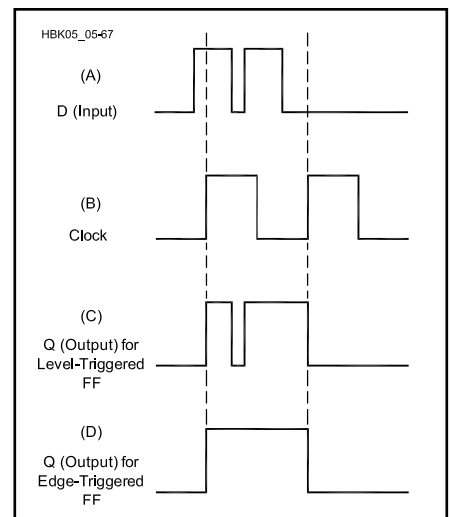 HBK05_05-67
(A)
D (Input)
(B)
Clock
(C)
Q (Output) for
Level-Triggered
FF
(D)
Q (Output) for
Edge-Triggered
FF